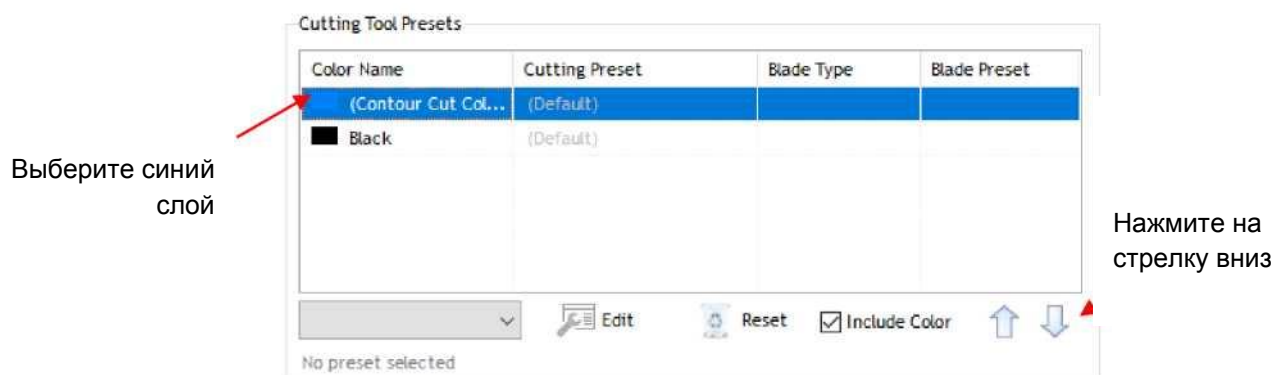 Cutting Tool Presets
Color Name Cutting Preset Blade Type Blade Preset
(Contour Cut Col... (Default)
Black (Default)
Выберите синий
слой
Нажмите на
стрелку вниз
Edit Reset Include Color
No preset selected